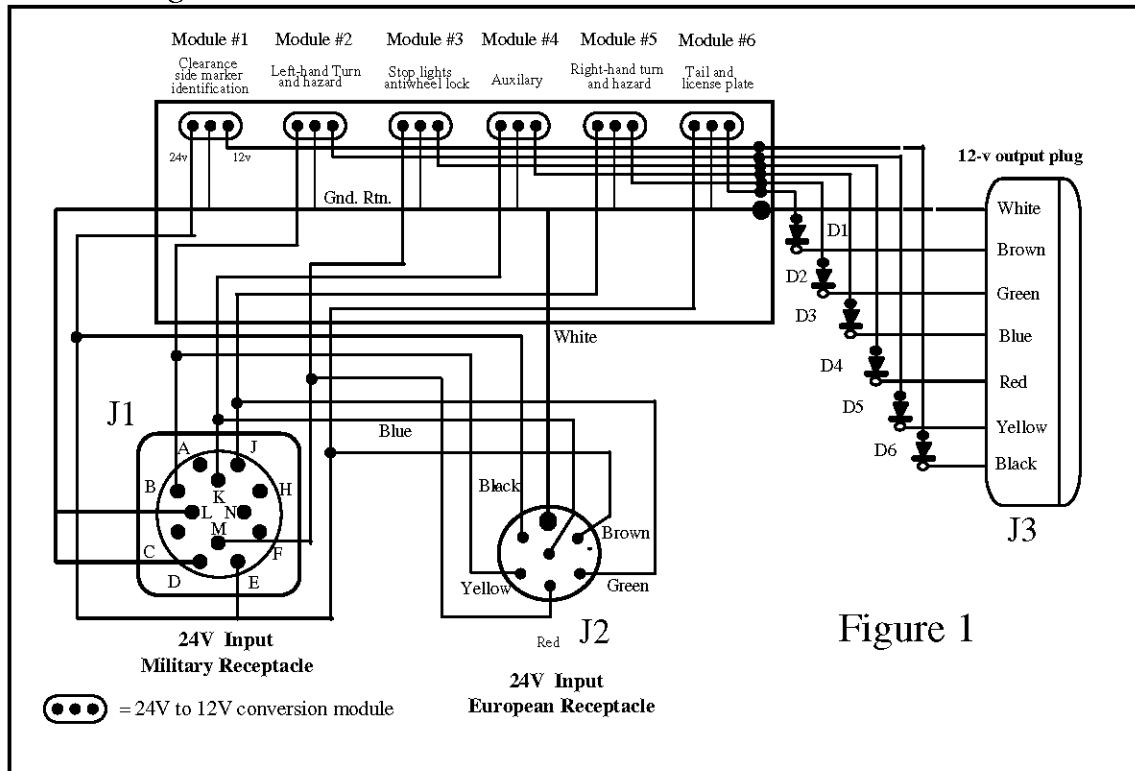 Module #1 Module #2 Module #3 Module #4 Module #5 Module #6
Clearance
side marker
identification
Left-hand Turn
and hazard
Stop lights
antiwheel lock
Auxilary
Right-hand turn
and hazard
Tail and
license plate
24v 12v
Gnd. Rtn.
12-v output plug
White
Brown
Green
Blue
Red
Yellow
Black
D1
D2
D3
D4
D5
D6
J3
White
Blue
Black
Brown
Yellow
Green
Red
J2
24V Input
European Receptacle
J1
A J
B K H
L N
M
C F
D E
24V Input
Military Receptacle
= 24V to 12V conversion module
Figure 1